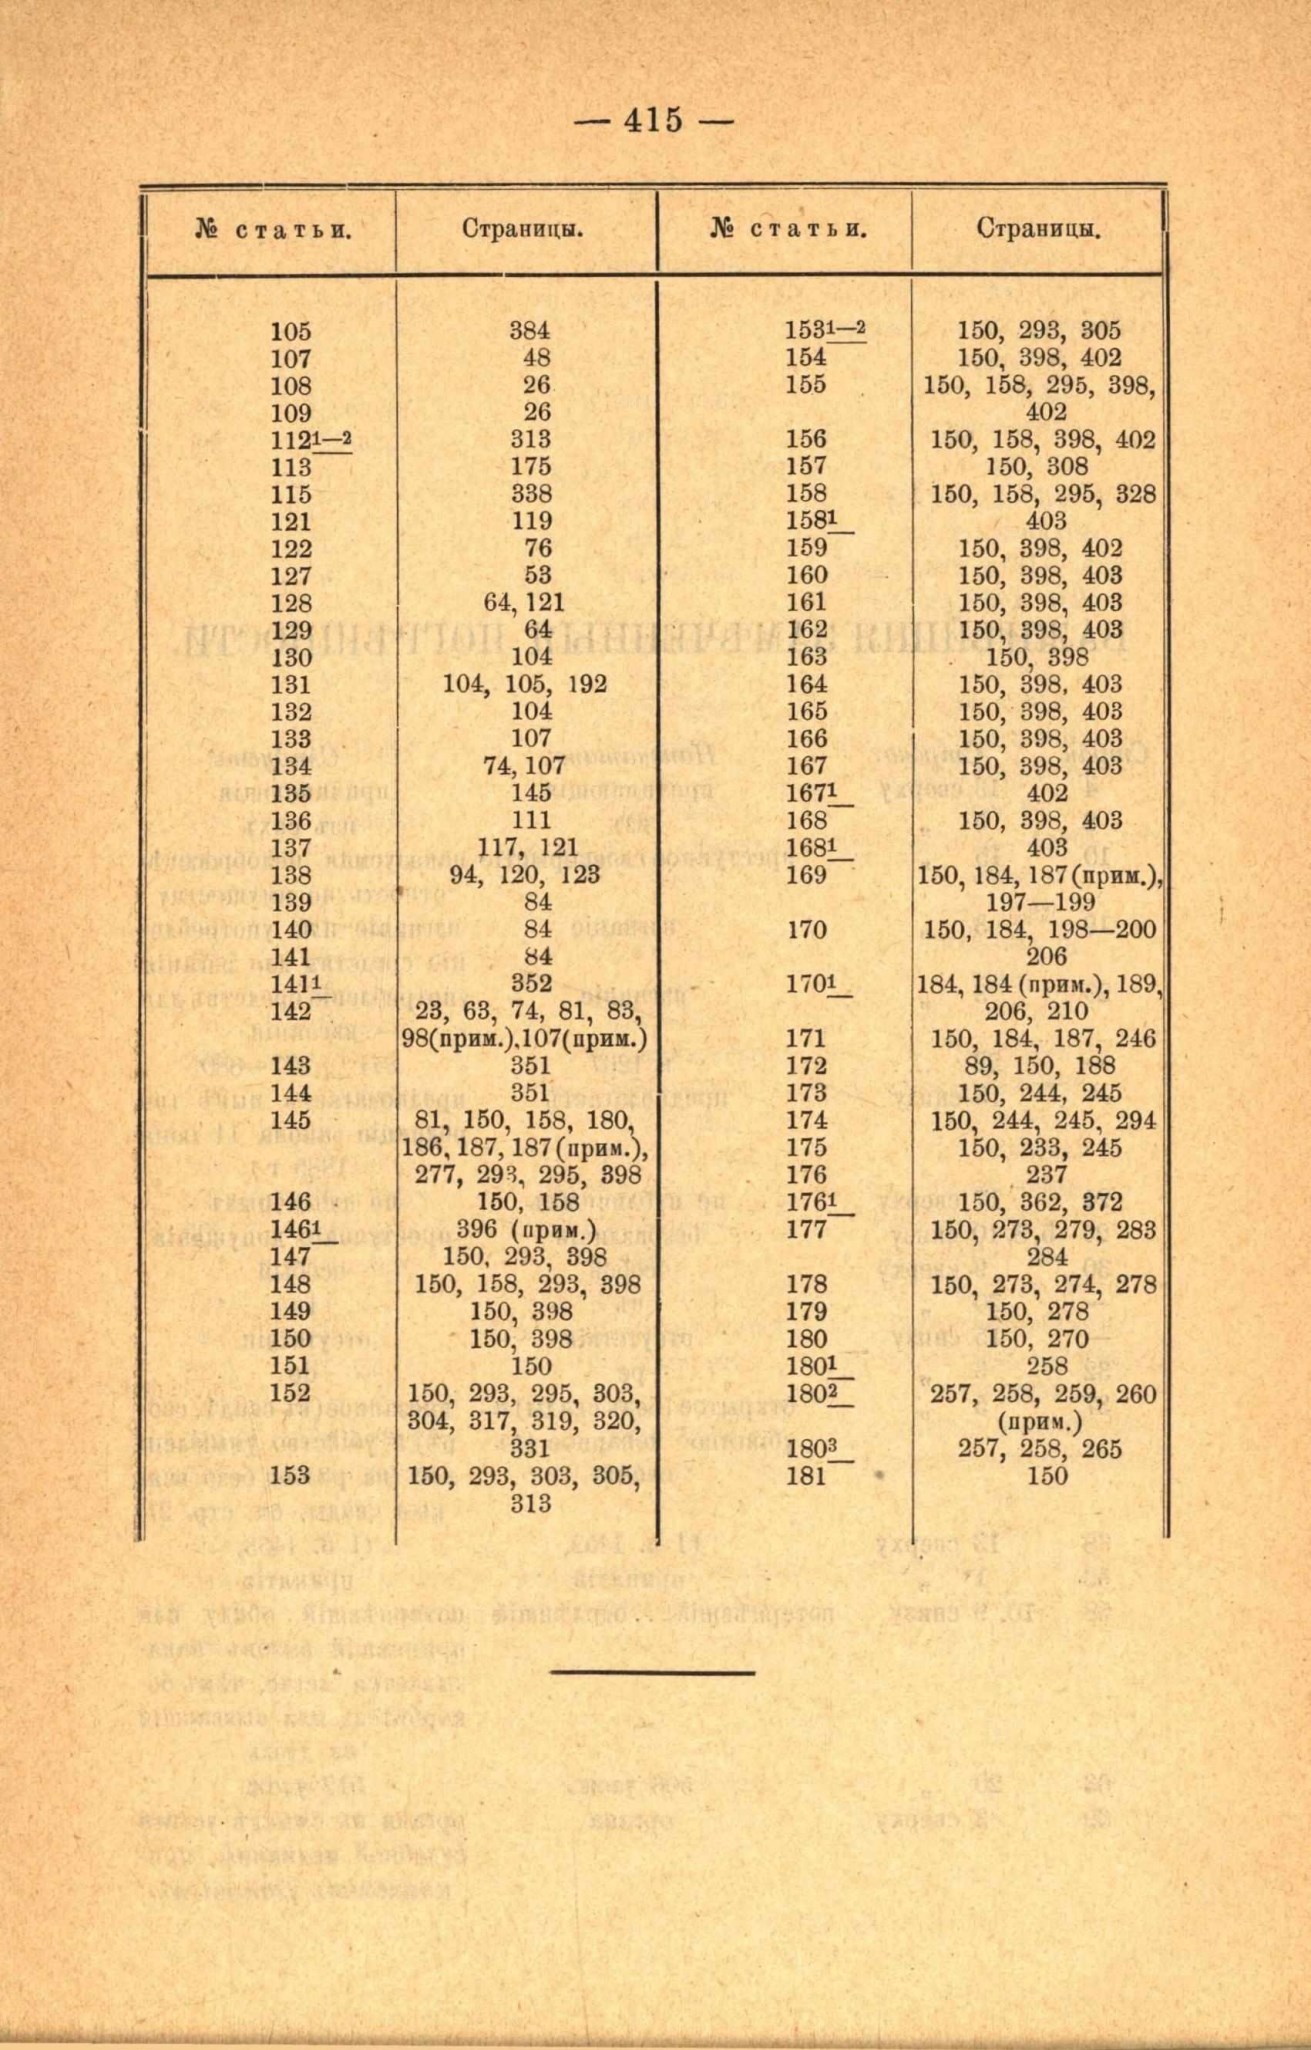 — 415 —
№ статьи. Страницы. № статьи. Страницы.
105 384 153¹—² 150, 293, 305
107 48 154 150, 398, 402
108 26 155 150, 158, 295, 398,
109 26 402
112¹—² 313 156 150, 158, 398, 402
113 175 157 150, 308
115 338 158 150, 158, 295, 328
121 119 158¹ 403
122 76 159 150, 398, 402
127 53 160 150, 398, 403
128 64, 121 161 150, 398, 403
129 64 162 150, 398, 403
130 104 163 150, 398
131 104, 105, 192 164 150, 398, 403
132 104 165 150, 398, 403
133 107 166 150, 398, 403
134 74, 107 167 150, 398, 403
135 145 167¹ 402
136 111 168 150, 398, 403
137 117, 121 168¹ 403
138 94, 120, 123 169 150, 184, 187 (прим.),
139 84 197—199
140 84 170 150, 184, 198—200
141 84 206
141¹ 352 170¹ 184, 184 (прим.), 189,
142 23, 63, 74, 81, 83, 206, 210
98(прим.),107(прим.) 171 150, 184, 187, 246
143 351 172 89, 150, 188
144 351 173 150, 244, 245
145 81, 150, 158, 180, 174 150, 244, 245, 294
186, 187, 187 (прим.), 175 150, 233, 245
277, 293, 295, 398 176 237
146 150, 158 176¹ 150, 362, 372
146¹ 396 (прим.) 177 150, 273, 279, 283
147 150, 293, 398 284
148 150, 158, 293, 398 178 150, 273, 274, 278
149 150, 398 179 150, 278
150 150, 398 180 150, 270
151 150 180¹ 258
152 150, 293, 295, 303, 180² 257, 258, 259, 260
304, 317, 319, 320, (прим.)
331 180³ 257, 258, 265
153 150, 293, 303, 305, 181 150
313